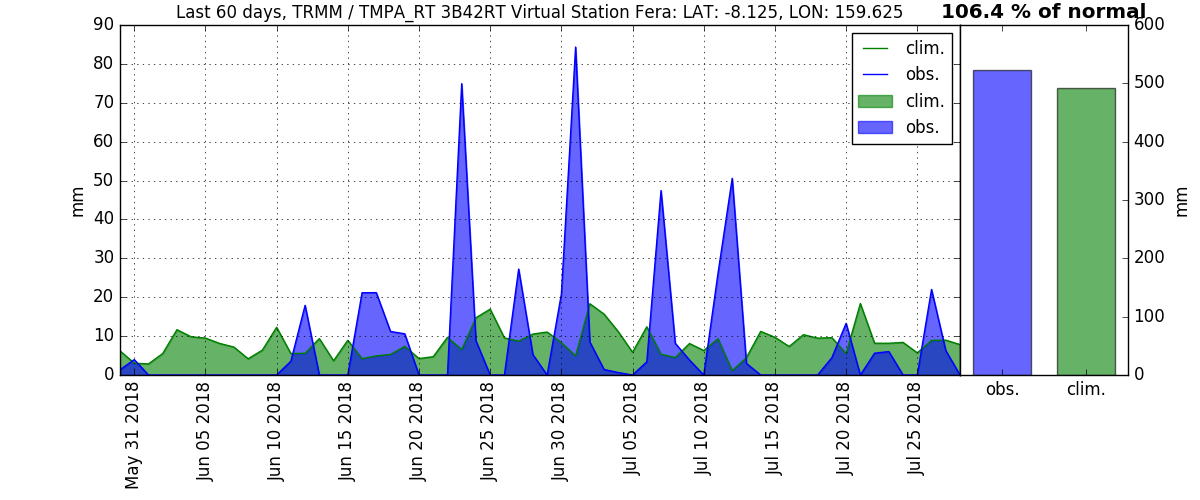 Last 60 days, TRMM / TMPA_RT 3B42RT Virtual Station Fera: LAT: -8.125, LON: 159.625
106.4 % of normal
90
80
70
60
50
40
30
20
10
0
mm
clim.
obs.
clim.
obs.
May 31 2018
Jun 05 2018
Jun 10 2018
Jun 15 2018
Jun 20 2018
Jun 25 2018
Jun 30 2018
Jul 05 2018
Jul 10 2018
Jul 15 2018
Jul 20 2018
Jul 25 2018
600
500
400
300
200
100
0
mm
obs.
clim.